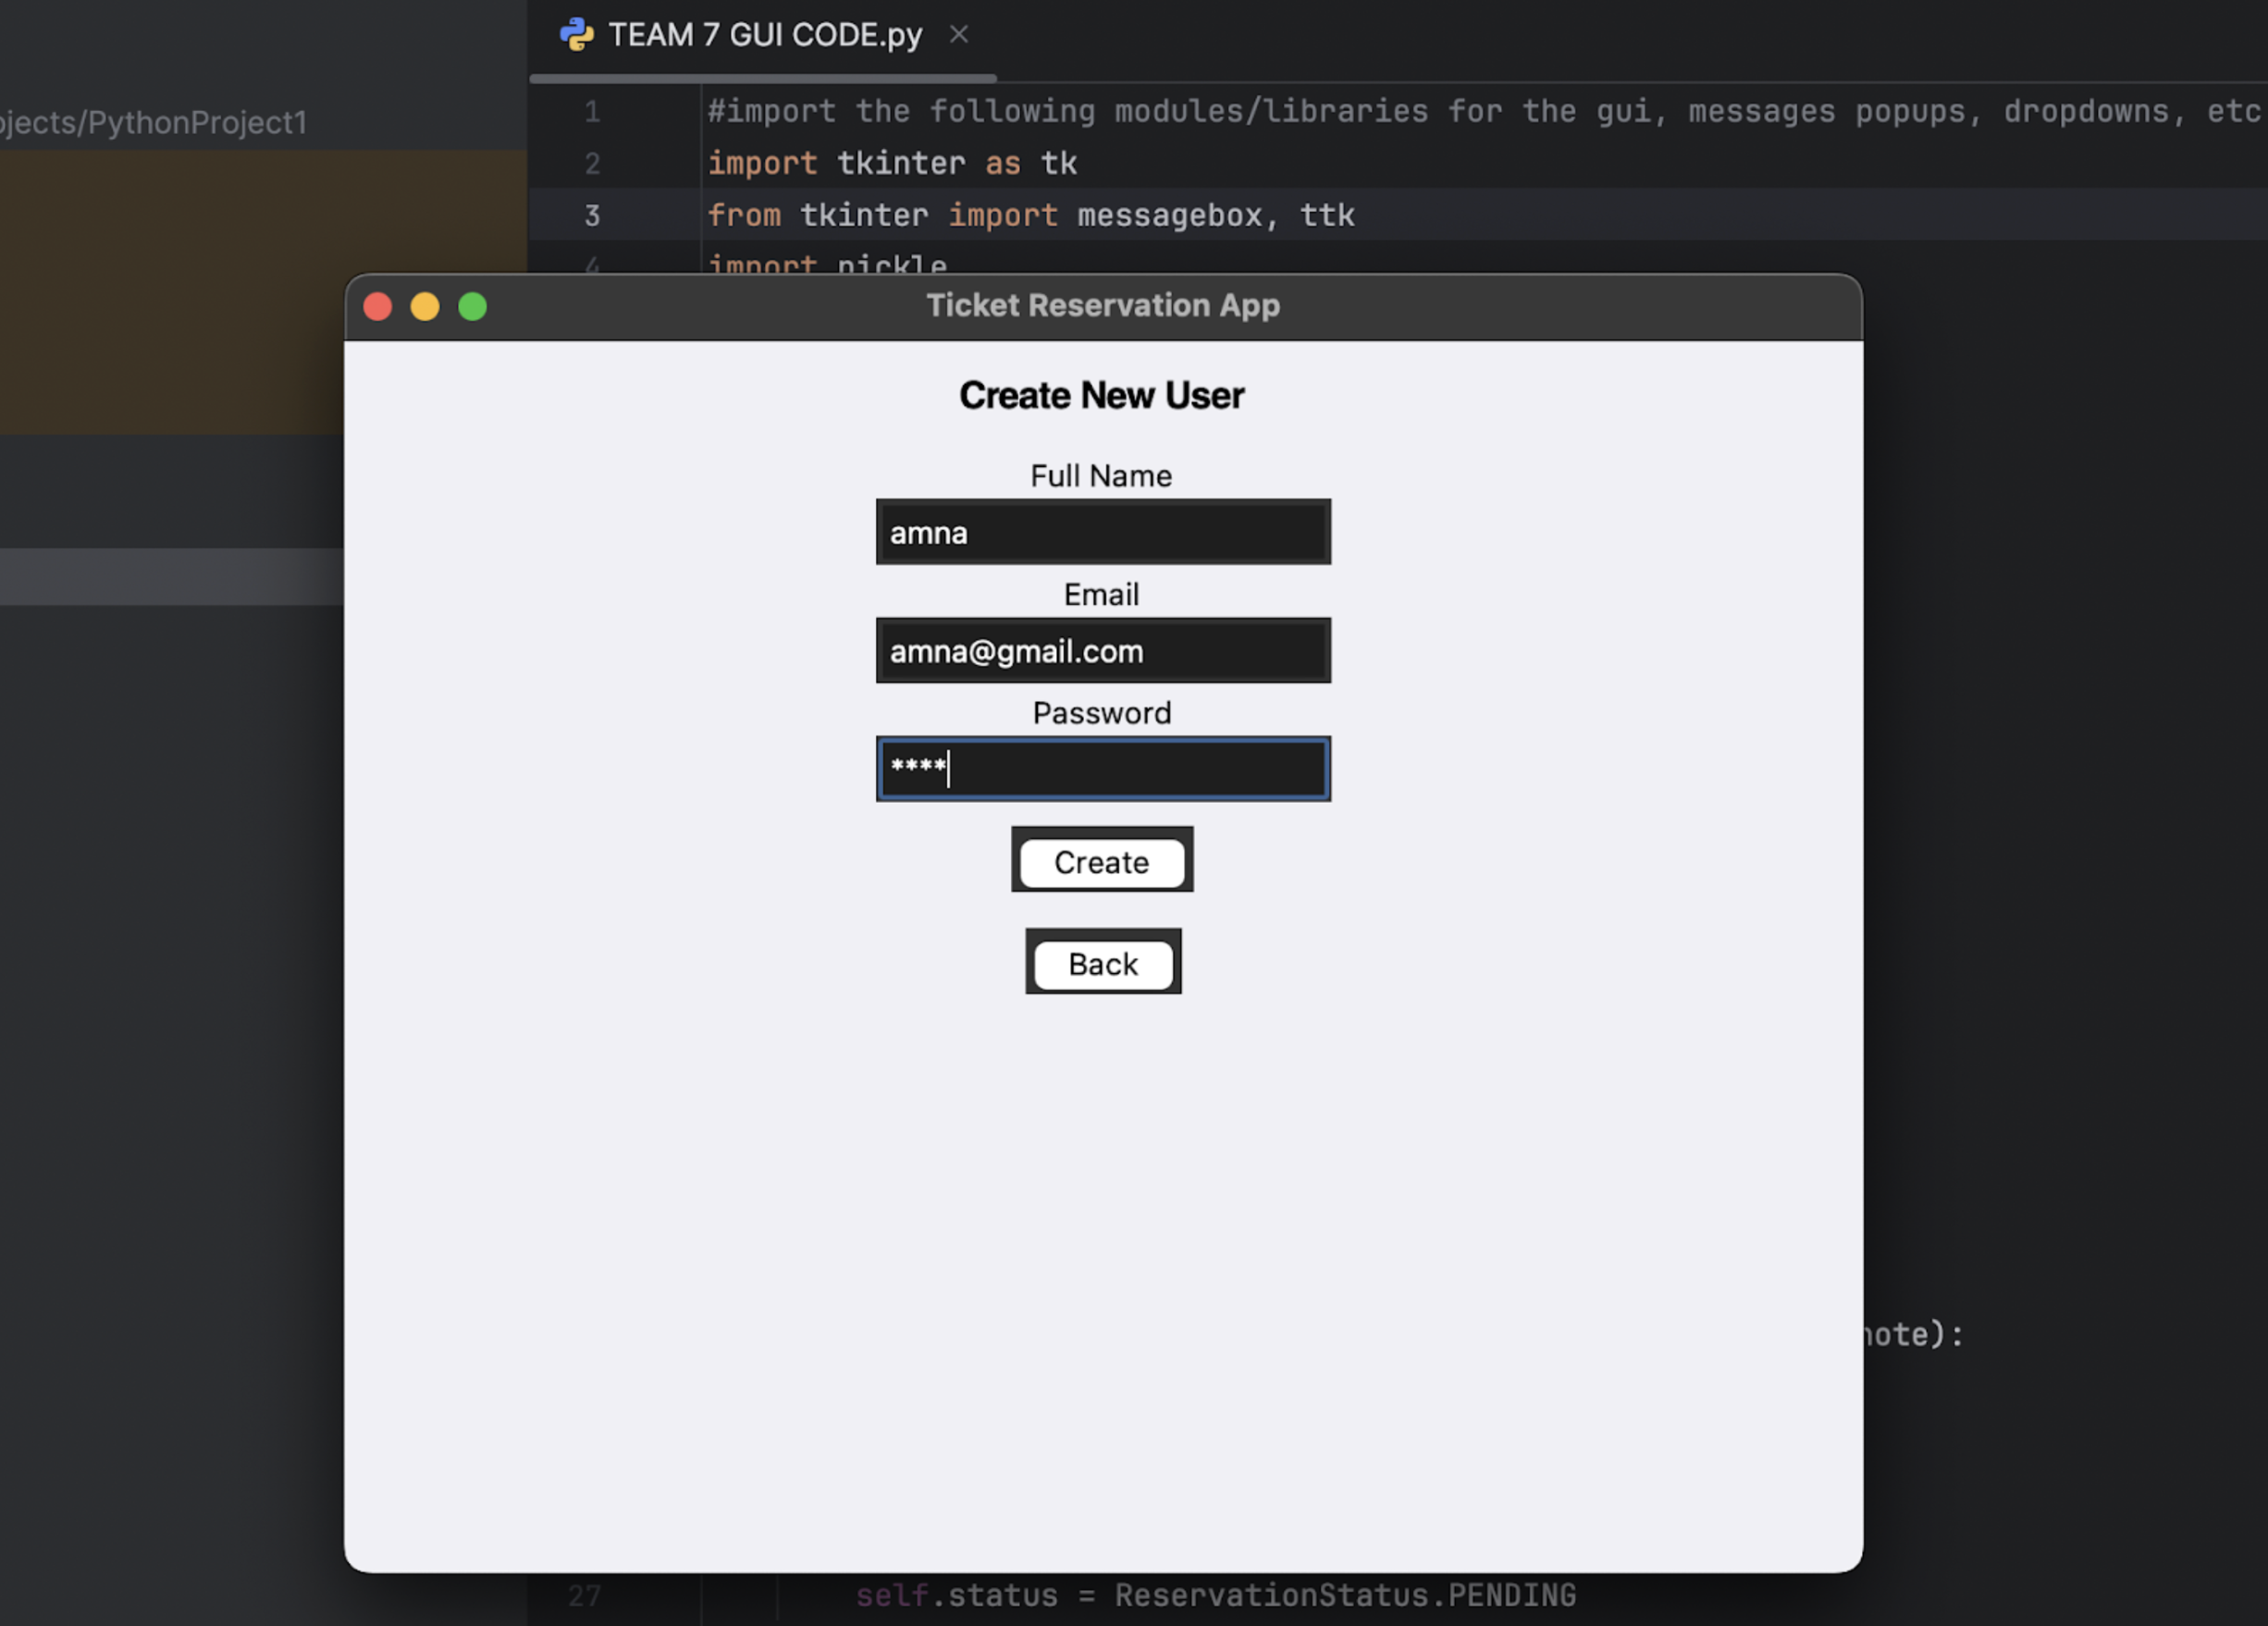 TEAM 7 GUI CODE.py
/PythonProject1
1 #import the following modules/libraries for the gui, messages popups, dropdowns, etc
2 import tkinter as tk
3 from tkinter import messagebox, ttk
4 import pickle
Ticket Reservation App
Create New User
Full Name
amna
Email
amna@gmail.com
Password
****
Create
Back
):
27 self.status = ReservationStatus.PENDING